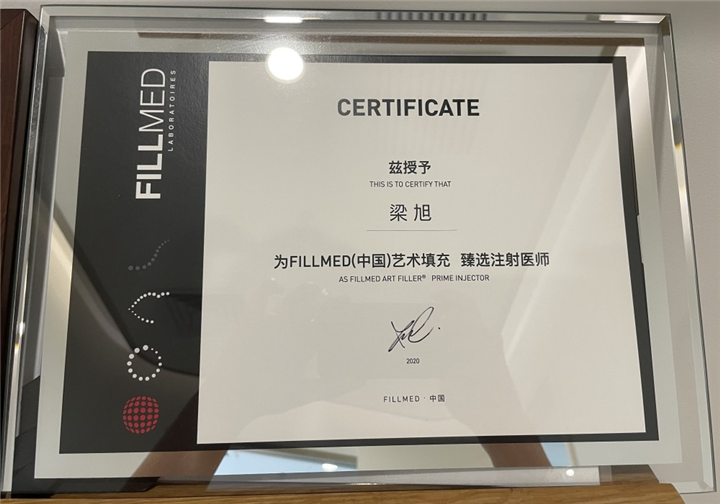 FILLMED
LABORATOIRES
CERTIFICATE
兹授予
THIS IS TO CERTIFY THAT
梁旭
为FILLMED(中国)艺术填充 臻选注射医师
AS FILLMED ART FILLER® PRIME INJECTOR
2020
FILLMED · 中国